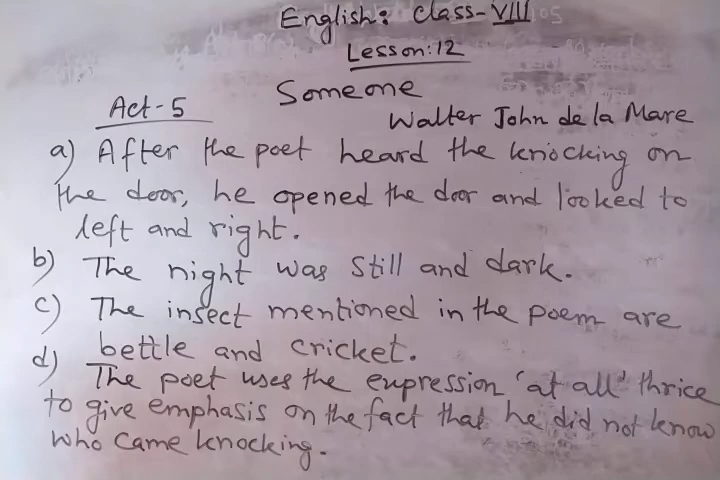 English: Class-VIII
Lesson:12
Someone
Act-5
Walter John de la Mare
a) After the poet heard the knocking on
the door, he opened the door and looked to
left and right.
b) The night was still and dark.
c) The insect mentioned in the poem are
bettle and cricket.
d) The poet uses the expression 'at all' thrice
to give emphasis on the fact that he did not know
who came knocking.